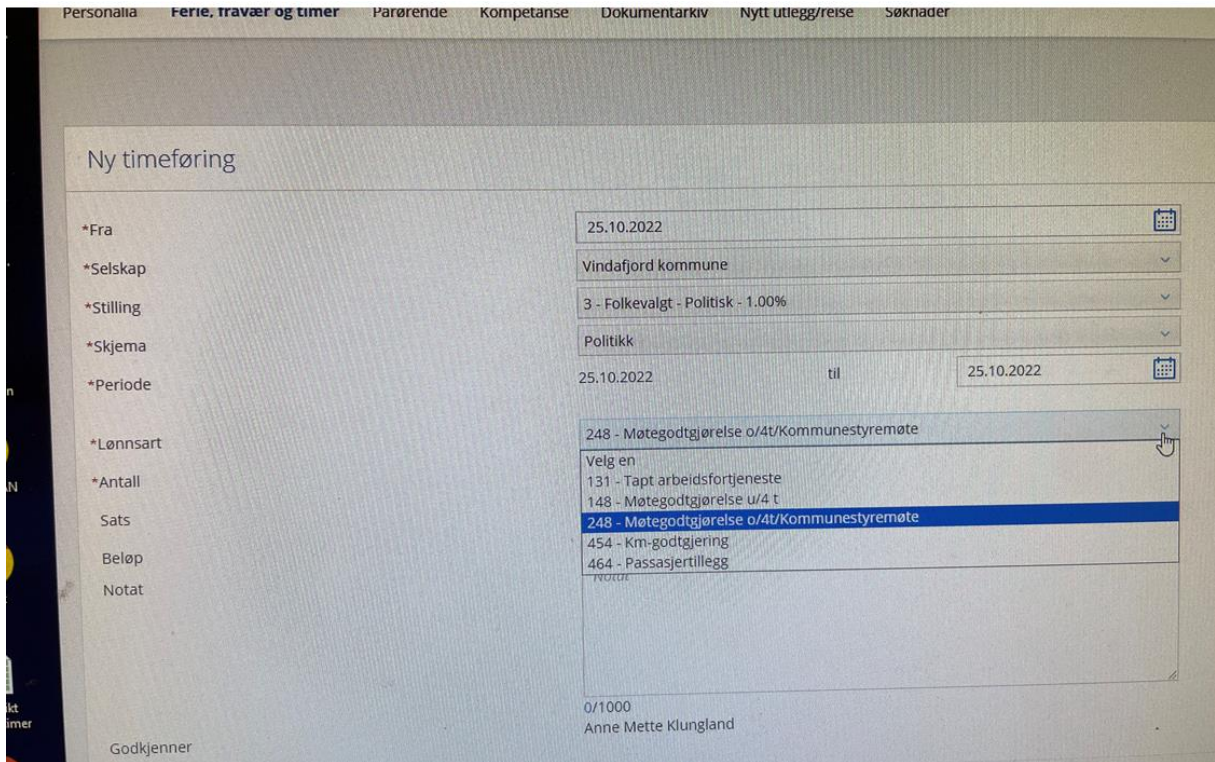 Personalia Ferie, fravær og timer Pårørende Kompetanse Dokumentarkiv Nytt utlegg/reise Søknader
Ny timeføring
*Fra 25.10.2022
*Selskap Vindafjord kommune
*Stilling 3 - Folkevalgt - Politisk - 1.00%
*Skjema Politikk
*Periode 25.10.2022 til 25.10.2022
*Lønnsart 248 - Møtegodtgjørelse o/4t/Kommunestyremøte
Velg en
*Antall 131 - Tapt arbeidsfortjeneste
148 - Møtegodtgjørelse u/4 t
Sats 248 - Møtegodtgjørelse o/4t/Kommunestyremøte
454 - Km-godtgjering
Beløp 464 - Passasjertillegg
Notat Notat
0/1000
Anne Mette Klungland
Godkjenner